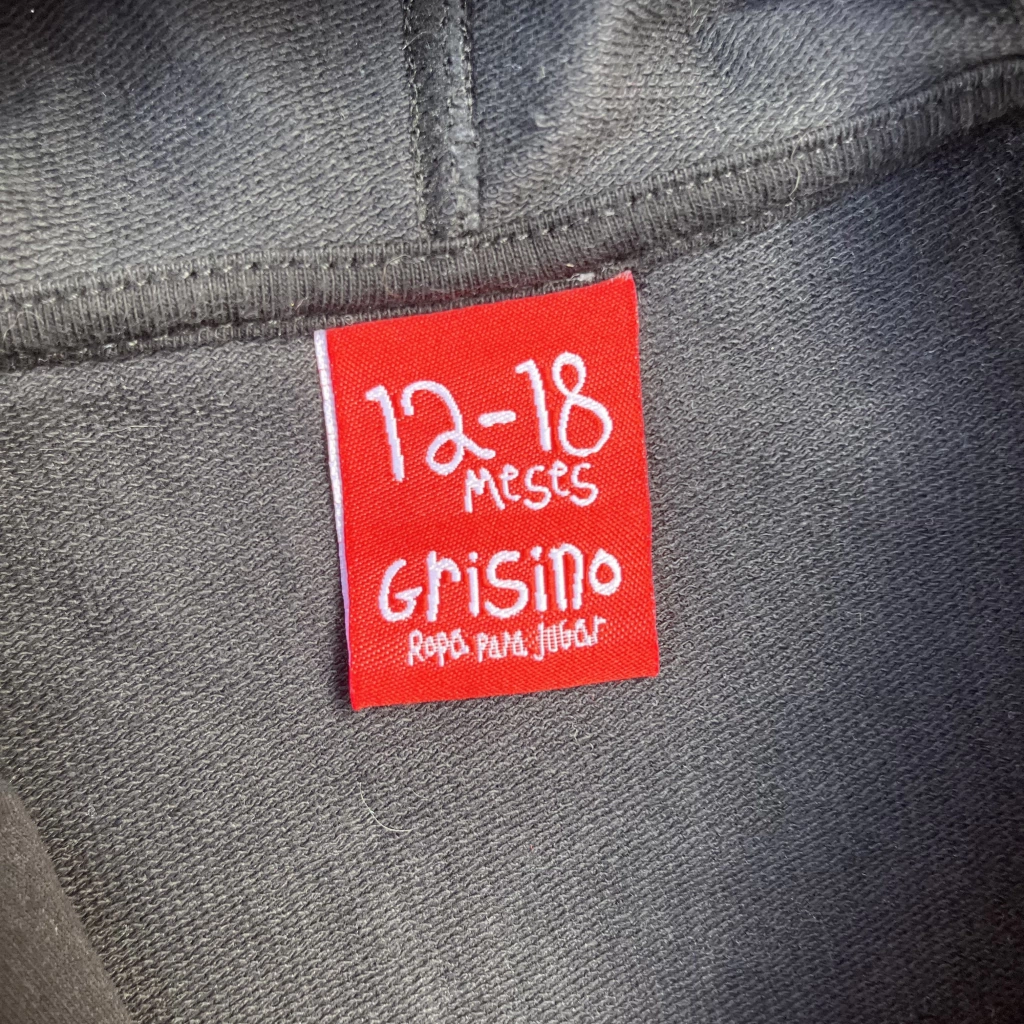 12-18
Meses
Grisino
Ropa para jugar